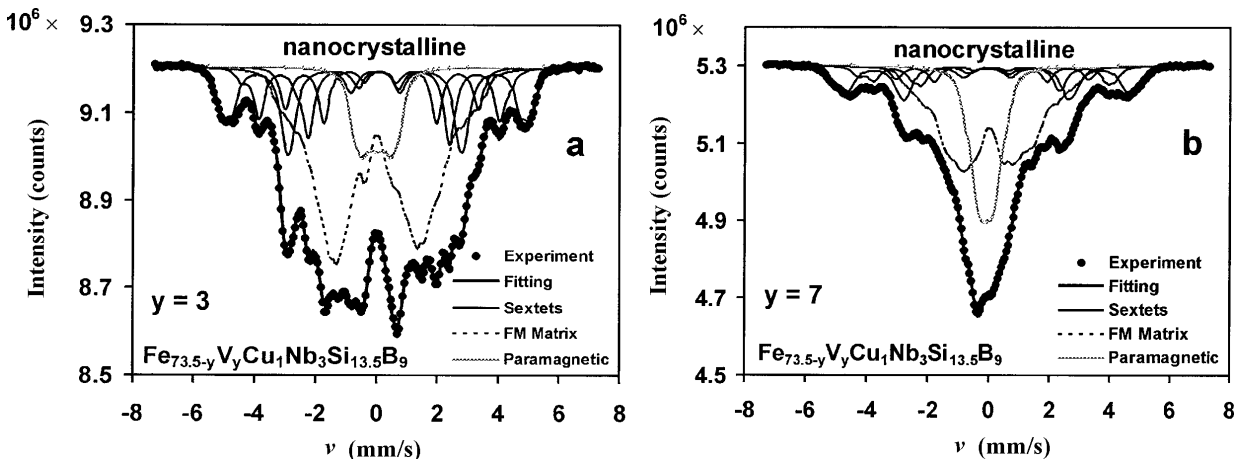 10⁶ × 9.3
nanocrystalline
9.1
a
8.9
Intensity (counts)
Experiment
Fitting
8.7
y = 3
Sextets
FM Matrix
Fe73.5-yVyCu1Nb3Si13.5B9
Paramagnetic
8.5
-8 -6 -4 -2 0 2 4 6 8
v (mm/s)
10⁶ × 5.7
nanocrystalline
5.3
5.1
b
Intensity (counts)
4.9
Experiment
Fitting
4.7
y = 7
Sextets
FM Matrix
Fe73.5-yVyCu1Nb3Si13.5B9
Paramagnetic
4.5
-8 -6 -4 -2 0 2 4 6 8
v (mm/s)